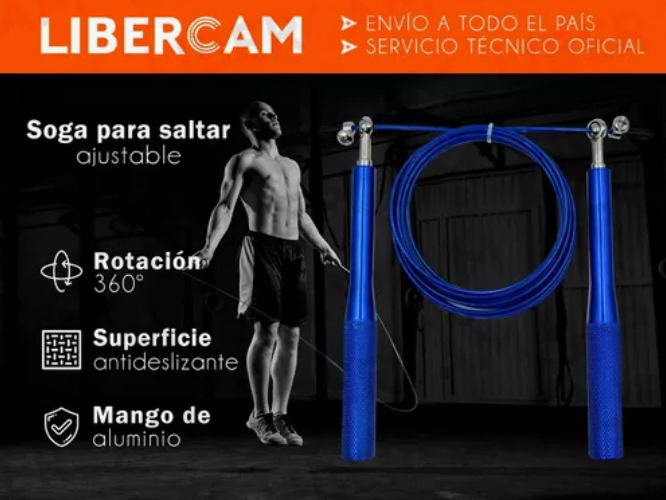 LIBERCAM
ENVÍO A TODO EL PAÍS
SERVICIO TÉCNICO OFICIAL
Soga para saltar
ajustable
Rotación
360°
Superficie
antideslizante
Mango de
aluminio